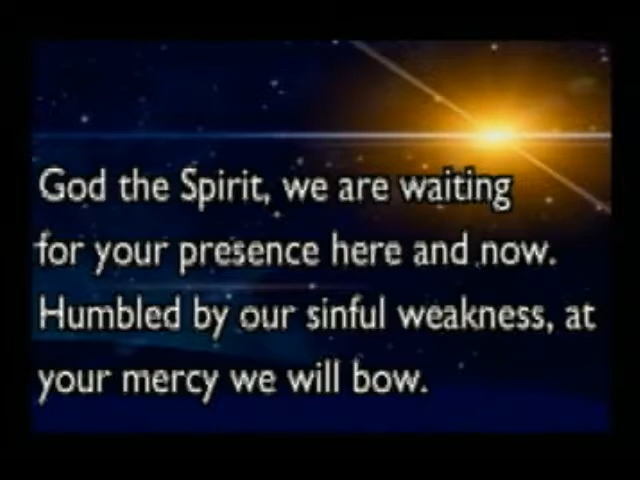 God the Spirit, we are waiting
for your presence here and now.
Humbled by our sinful weakness, at
your mercy we will bow.